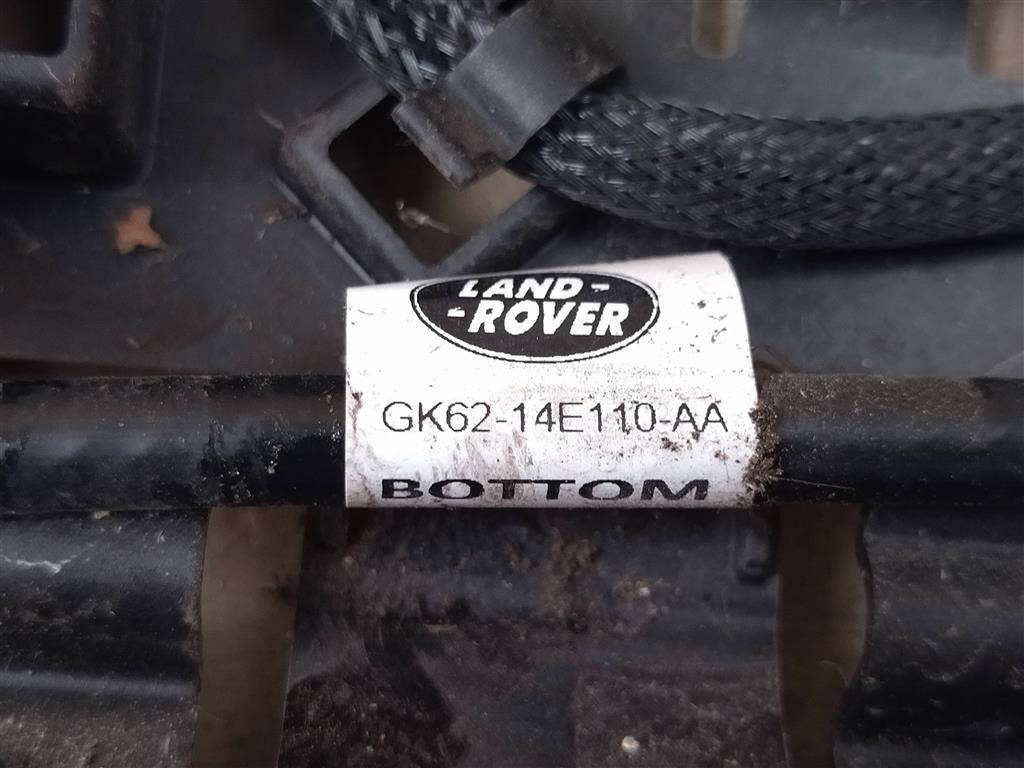 LAND-
-ROVER
GK62-14E110-AA
BOTTOM